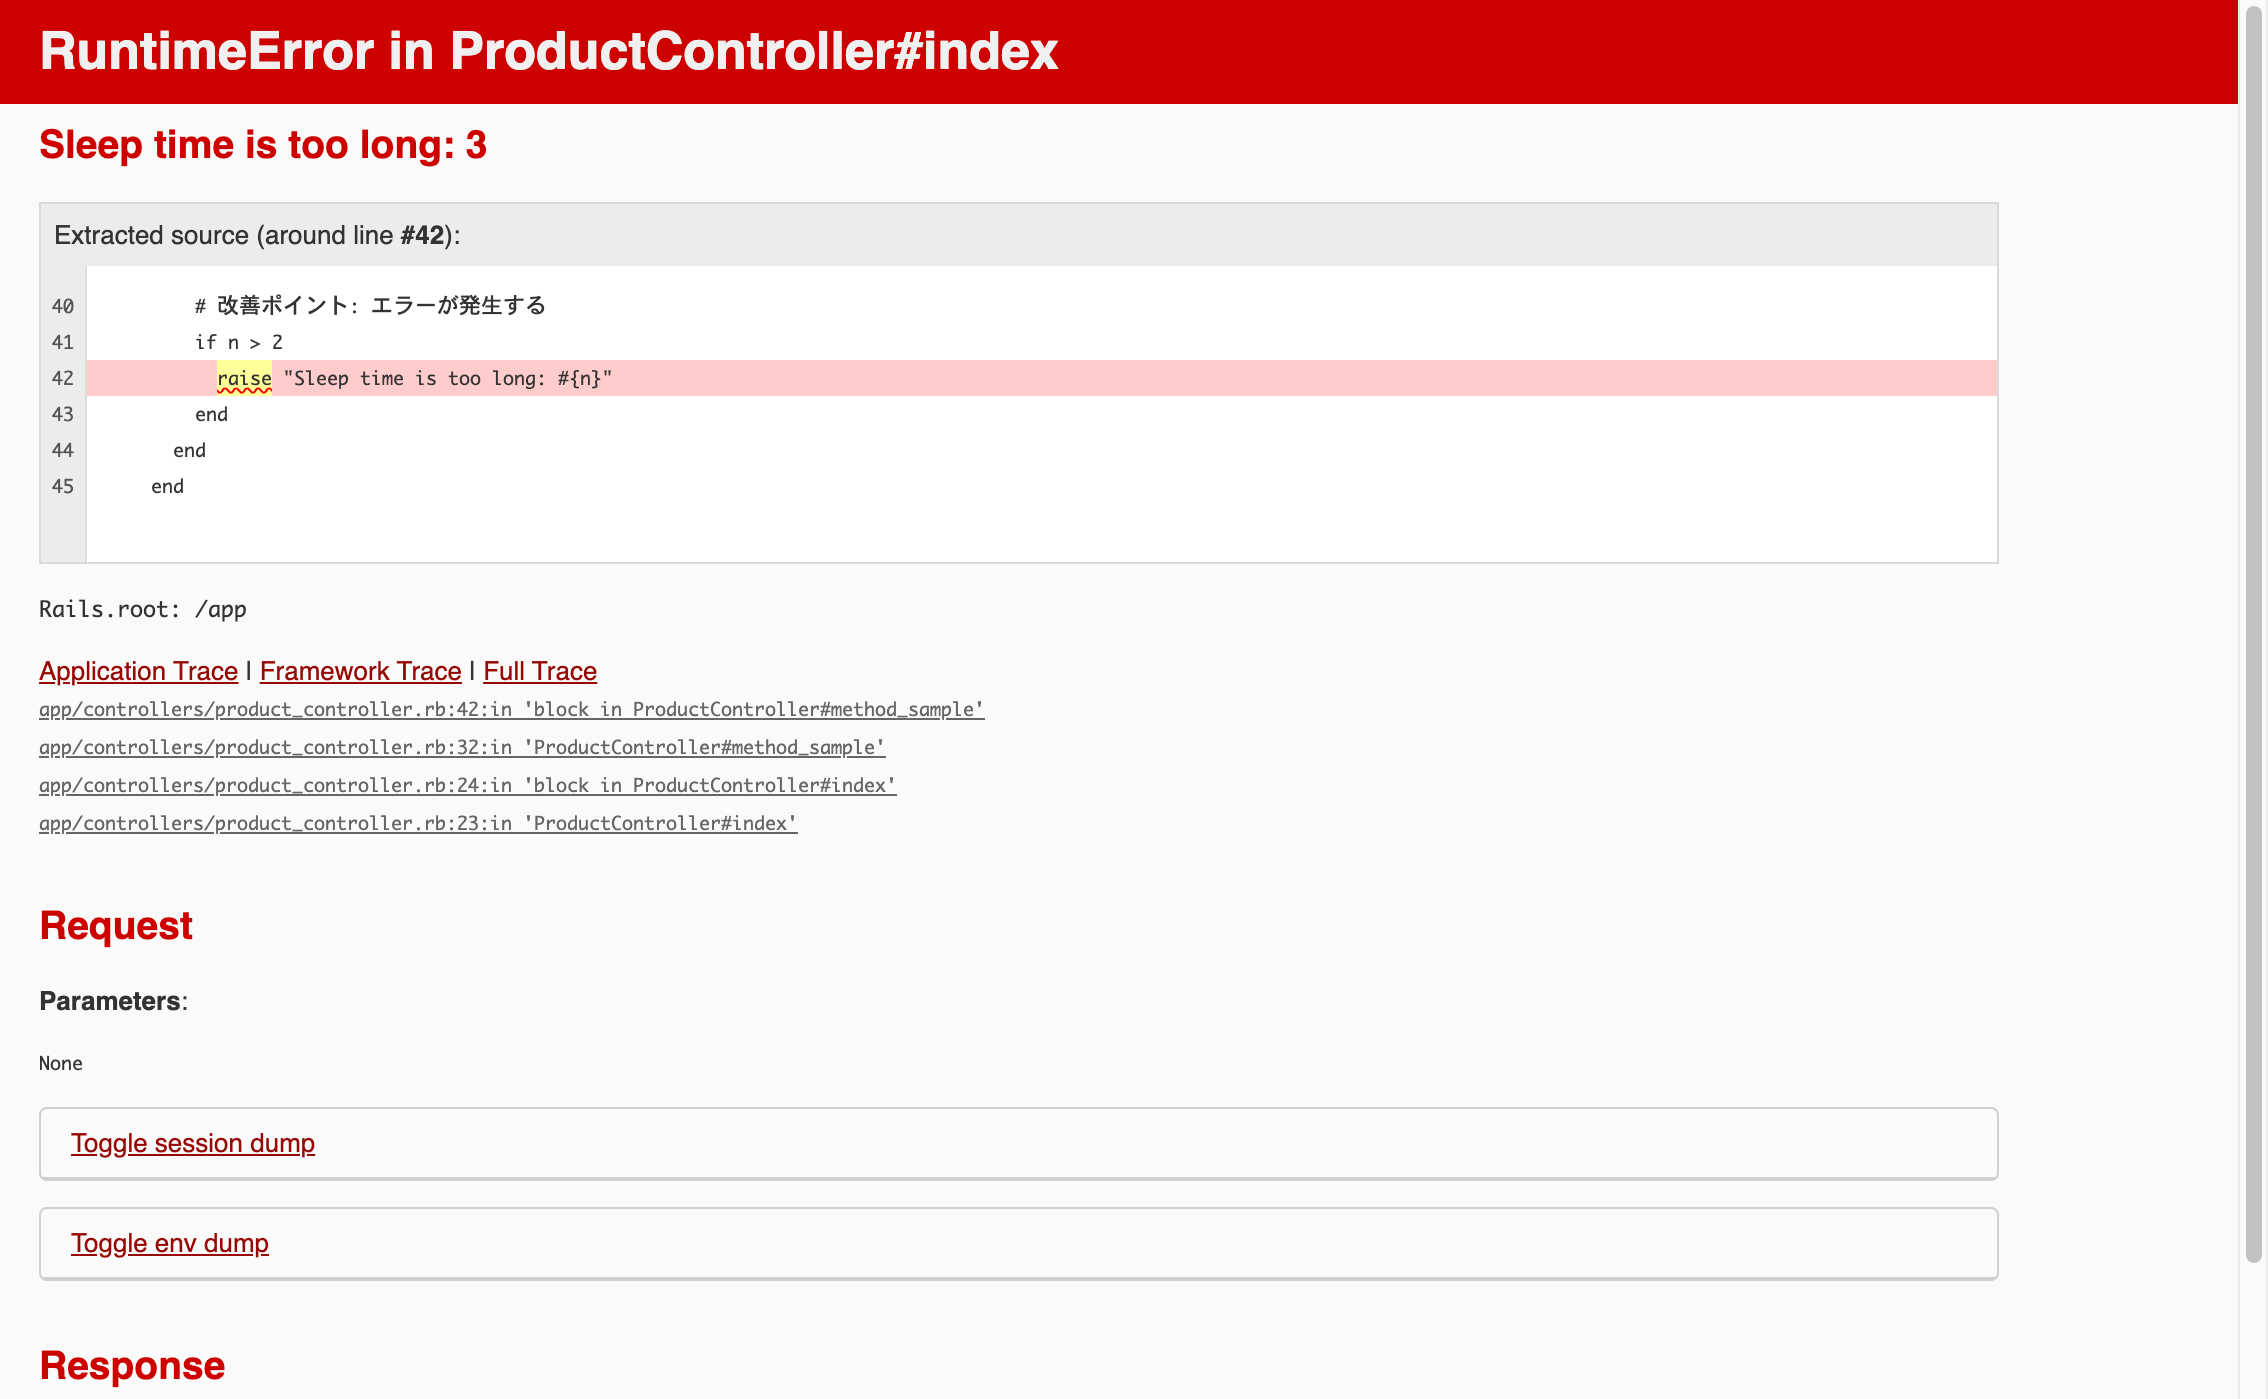 RuntimeError in ProductController#index
Sleep time is too long: 3
Extracted source (around line #42):
40 # 改善ポイント: エラーが発生する
41 if n > 2
42 raise "Sleep time is too long: #{n}"
43 end
44 end
45 end
Rails.root: /app
Application Trace | Framework Trace | Full Trace
app/controllers/product_controller.rb:42:in 'block in ProductController#method_sample'
app/controllers/product_controller.rb:32:in 'ProductController#method_sample'
app/controllers/product_controller.rb:24:in 'block in ProductController#index'
app/controllers/product_controller.rb:23:in 'ProductController#index'
Request
Parameters:
None
Toggle session dump
Toggle env dump
Response